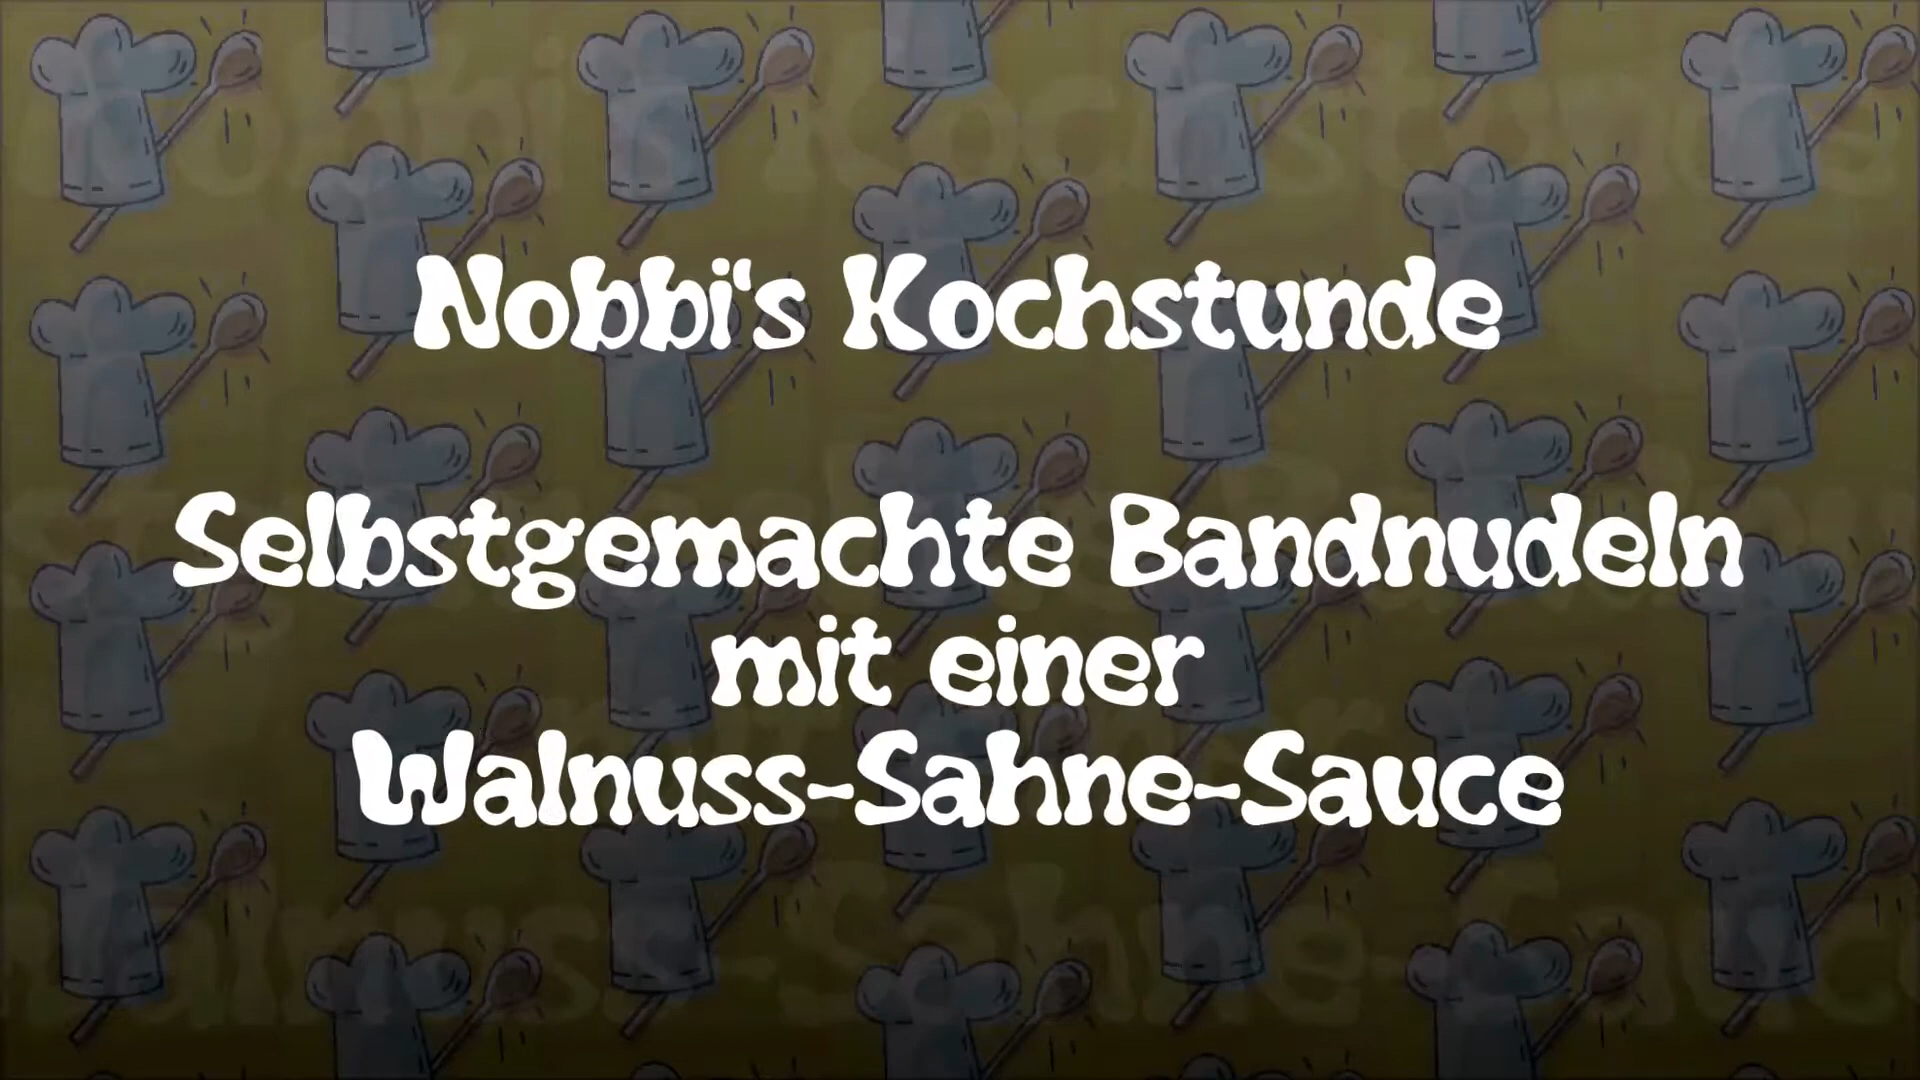 Nobbi‘s Kochstunde
Selbstgemachte Bandnudeln
mit einer
Walnuss-Sahne-Sauce